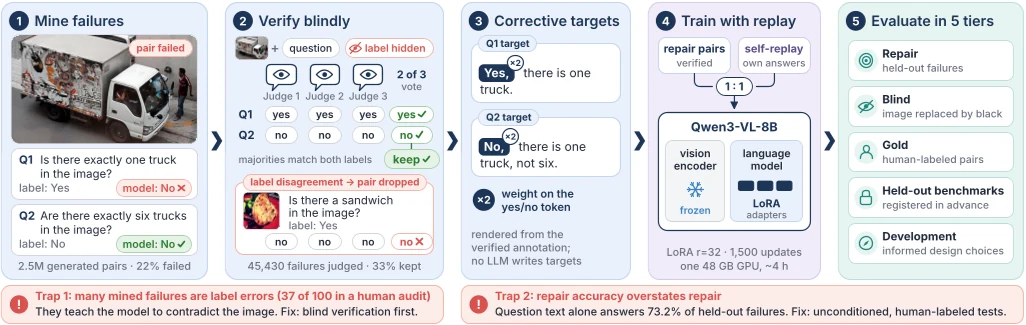 1 Mine failures
pair failed
Q1 Is there exactly one truck
in the image?
label: Yes
model: No ✕
Q2 Are there exactly six trucks
in the image?
label: No
model: No ✓
2.5M generated pairs · 22% failed
2 Verify blindly
+ question
label hidden
Judge 1 Judge 2 Judge 3
2 of 3
vote
Q1 yes yes yes yes ✓
Q2 no no no no ✓
majorities match both labels
keep ✓
label disagreement → pair dropped
Is there a sandwich
in the image?
label: Yes
no no no no ✕
45,430 failures judged · 33% kept
3 Corrective targets
Q1 target
×2
Yes, there is one
truck.
Q2 target
×2
No, there is one
truck, not six.
×2 weight on the
yes/no token
rendered from the
verified annotation;
no LLM writes targets
4 Train with replay
repair pairs
verified
self-replay
own answers
1 : 1
Qwen3-VL-8B
vision
encoder
frozen
language
model
LoRA
adapters
LoRA r=32 · 1,500 updates
one 48 GB GPU, ~4 h
5 Evaluate in 5 tiers
Repair
held-out failures
Blind
image replaced by black
Gold
human-labeled pairs
Held-out benchmarks
registered in advance
Development
informed design choices
! Trap 1: many mined failures are label errors (37 of 100 in a human audit)
They teach the model to contradict the image. Fix: blind verification first.
! Trap 2: repair accuracy overstates repair
Question text alone answers 73.2% of held-out failures. Fix: unconditioned, human-labeled tests.